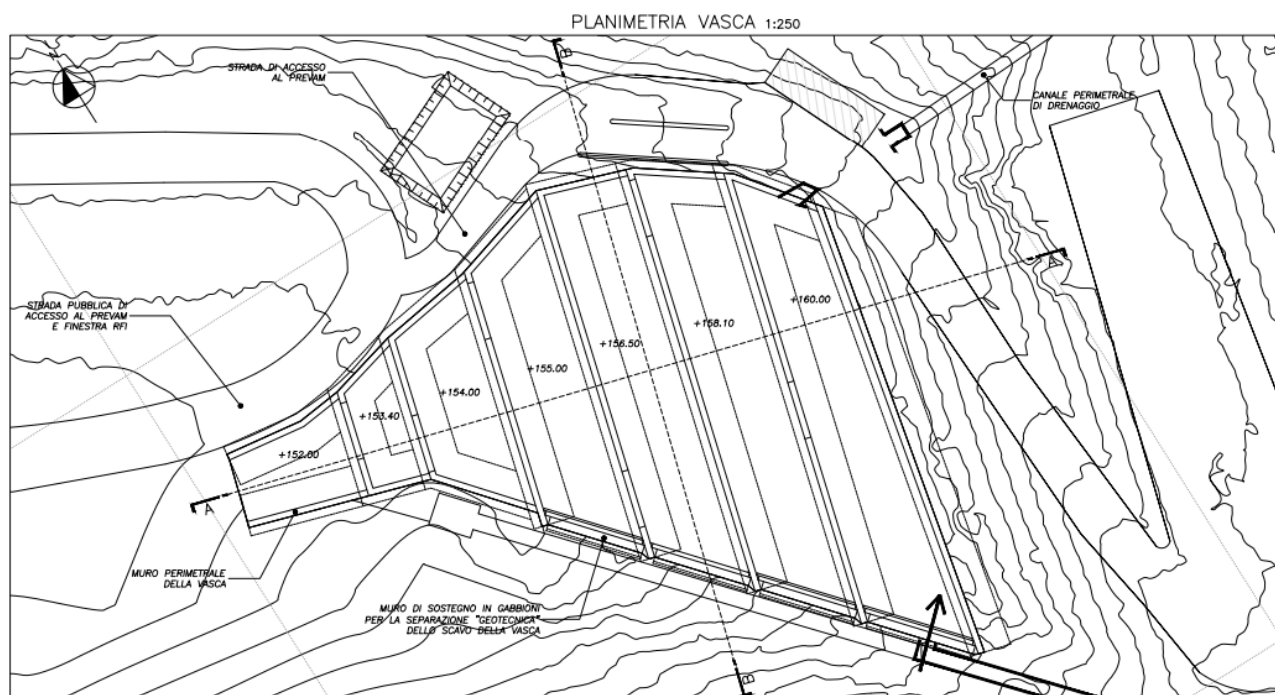 PLANIMETRIA VASCA 1:250
N
B
STRADA DI ACCESSO
AL PREVAM
CANALE PERIMETRALE
DI DRENAGGIO
A
+160.00
STRADA PUBBLICA DI
ACCESSO AL PREVAM
E FINESTRA RFI
+158.10
+156.50
+155.00
+154.00
+153.40
+152.00
A
MURO PERIMETRALE
DELLA VASCA
MURO DI SOSTEGNO IN GABBIONI
PER LA SEPARAZIONE "GEOTECNICA"
DELLO SCAVO DELLA VASCA
B